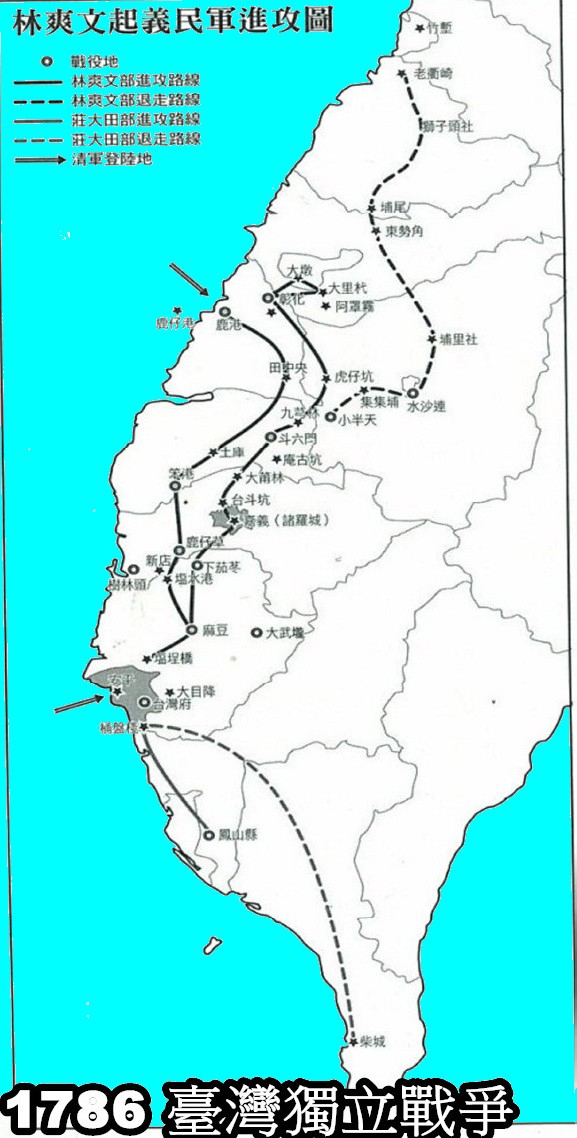 林爽文起義民軍進攻圖
戰役地
林爽文部進攻路線
林爽文部退走路線
莊大田部進攻路線
莊大田部退走路線
清軍登陸地
竹塹
老衢崎
獅子頭社
埔尾
東勢角
大墩
大里杙
彰化
阿罩霧
鹿仔港
鹿港
埔里社
田中央
虎仔坑
集集埔
水沙連
九芎林
小半天
斗六門
土庫
庵古坑
笨港
大莆林
台斗坑
嘉義（諸羅城）
鹿仔草
新店
下茄苳
樹林頭
塩水港
麻豆
大武壠
塩埕橋
安平
大目降
台灣府
桶盤棧
鳳山縣
柴城
1786 臺灣獨立戰爭